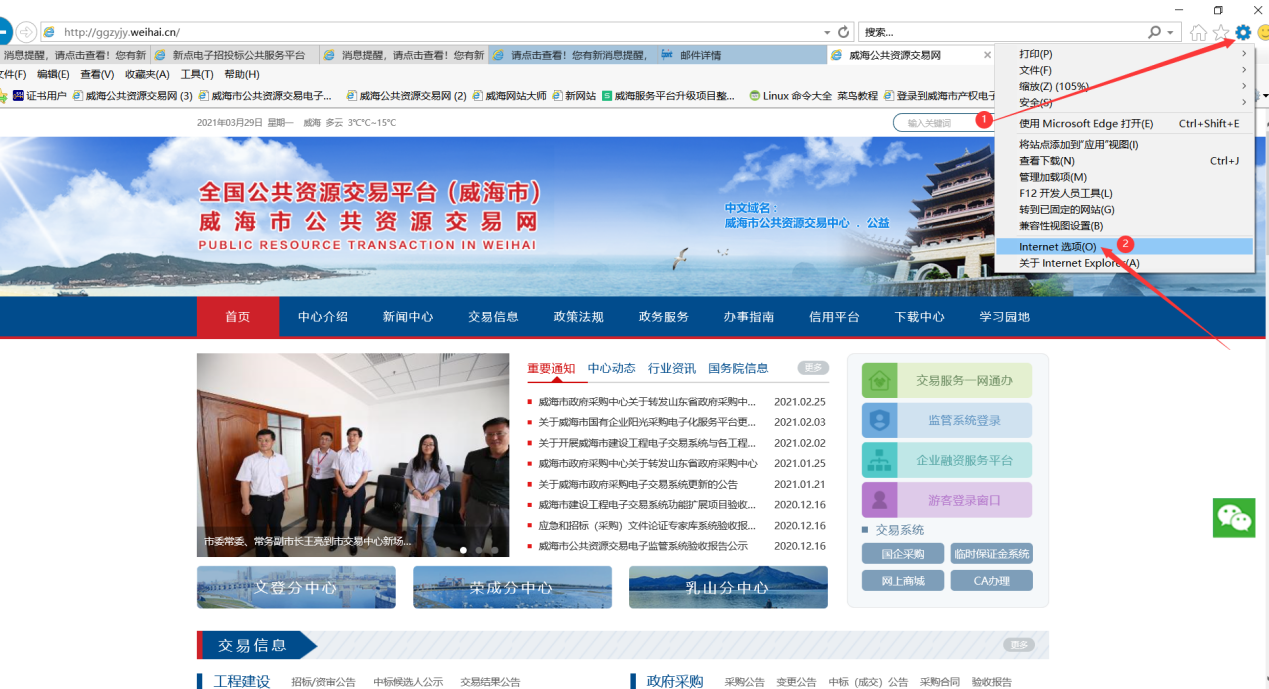 http://ggzyjy.weihai.cn/
搜索...
消息提醒，请点击查看！您有新
新点电子招投标公共服务平台
消息提醒，请点击查看！您有新
请点击查看！您有新消息提醒，
邮件详情
威海公共资源交易网
文件(F) 编辑(E) 查看(V) 收藏夹(A) 工具(T) 帮助(H)
证书用户
威海公共资源交易网 (3)
威海市公共资源交易电子...
威海公共资源交易网 (2)
威海网站大师
新网站
威海服务平台升级项目整...
Linux 命令大全 菜鸟教程
登录到威海市产权电子
打印(P)
文件(F)
缩放(Z) (105%)
安全(S)
使用 Microsoft Edge 打开(E) Ctrl+Shift+E
将站点添加到"应用"视图(I)
查看下载(N) Ctrl+J
管理加载项(M)
F12 开发人员工具(L)
转到已固定的网站(G)
兼容性视图设置(B)
Internet 选项(O)
关于 Internet Explorer(A)
1
2
2021年03月29日 星期一 威海 多云 3℃℃~15℃
输入关键词
全国公共资源交易平台（威海市）
威海市公共资源交易网
PUBLIC RESOURCE TRANSACTION IN WEIHAI
中文域名：
威海市公共资源交易中心 . 公益
首页 中心介绍 新闻中心 交易信息 政策法规 政务服务 办事指南 信用平台 下载中心 学习园地
市委常委、常务副市长王亮到市交易中心新场...
重要通知 中心动态 行业资讯 国务院信息 更多
威海市政府采购中心关于转发山东省政府采购中... 2021.02.25
关于威海市国有企业阳光采购电子化服务平台更... 2021.02.03
关于开展威海市建设工程电子交易系统与各工程... 2021.02.02
威海市政府采购中心关于转发山东省政府采购中心 2021.01.25
关于威海市政府采购电子交易系统更新的公告 2021.01.21
威海市建设工程电子交易系统功能扩展项目验收... 2020.12.16
应急和招标（采购）文件论证专家库系统验收报... 2020.12.16
威海市公共资源交易电子监管系统验收报告公示 2020.12.16
交易服务一网通办
监管系统登录
企业融资服务平台
游客登录窗口
交易系统
国企采购 临时保证金系统
网上商城 CA办理
文登分中心 荣成分中心 乳山分中心
交易信息 更多
工程建设 招标/资审公告 中标候选人公示 交易结果公告
政府采购 采购公告 变更公告 中标（成交）公告 采购合同 验收报告